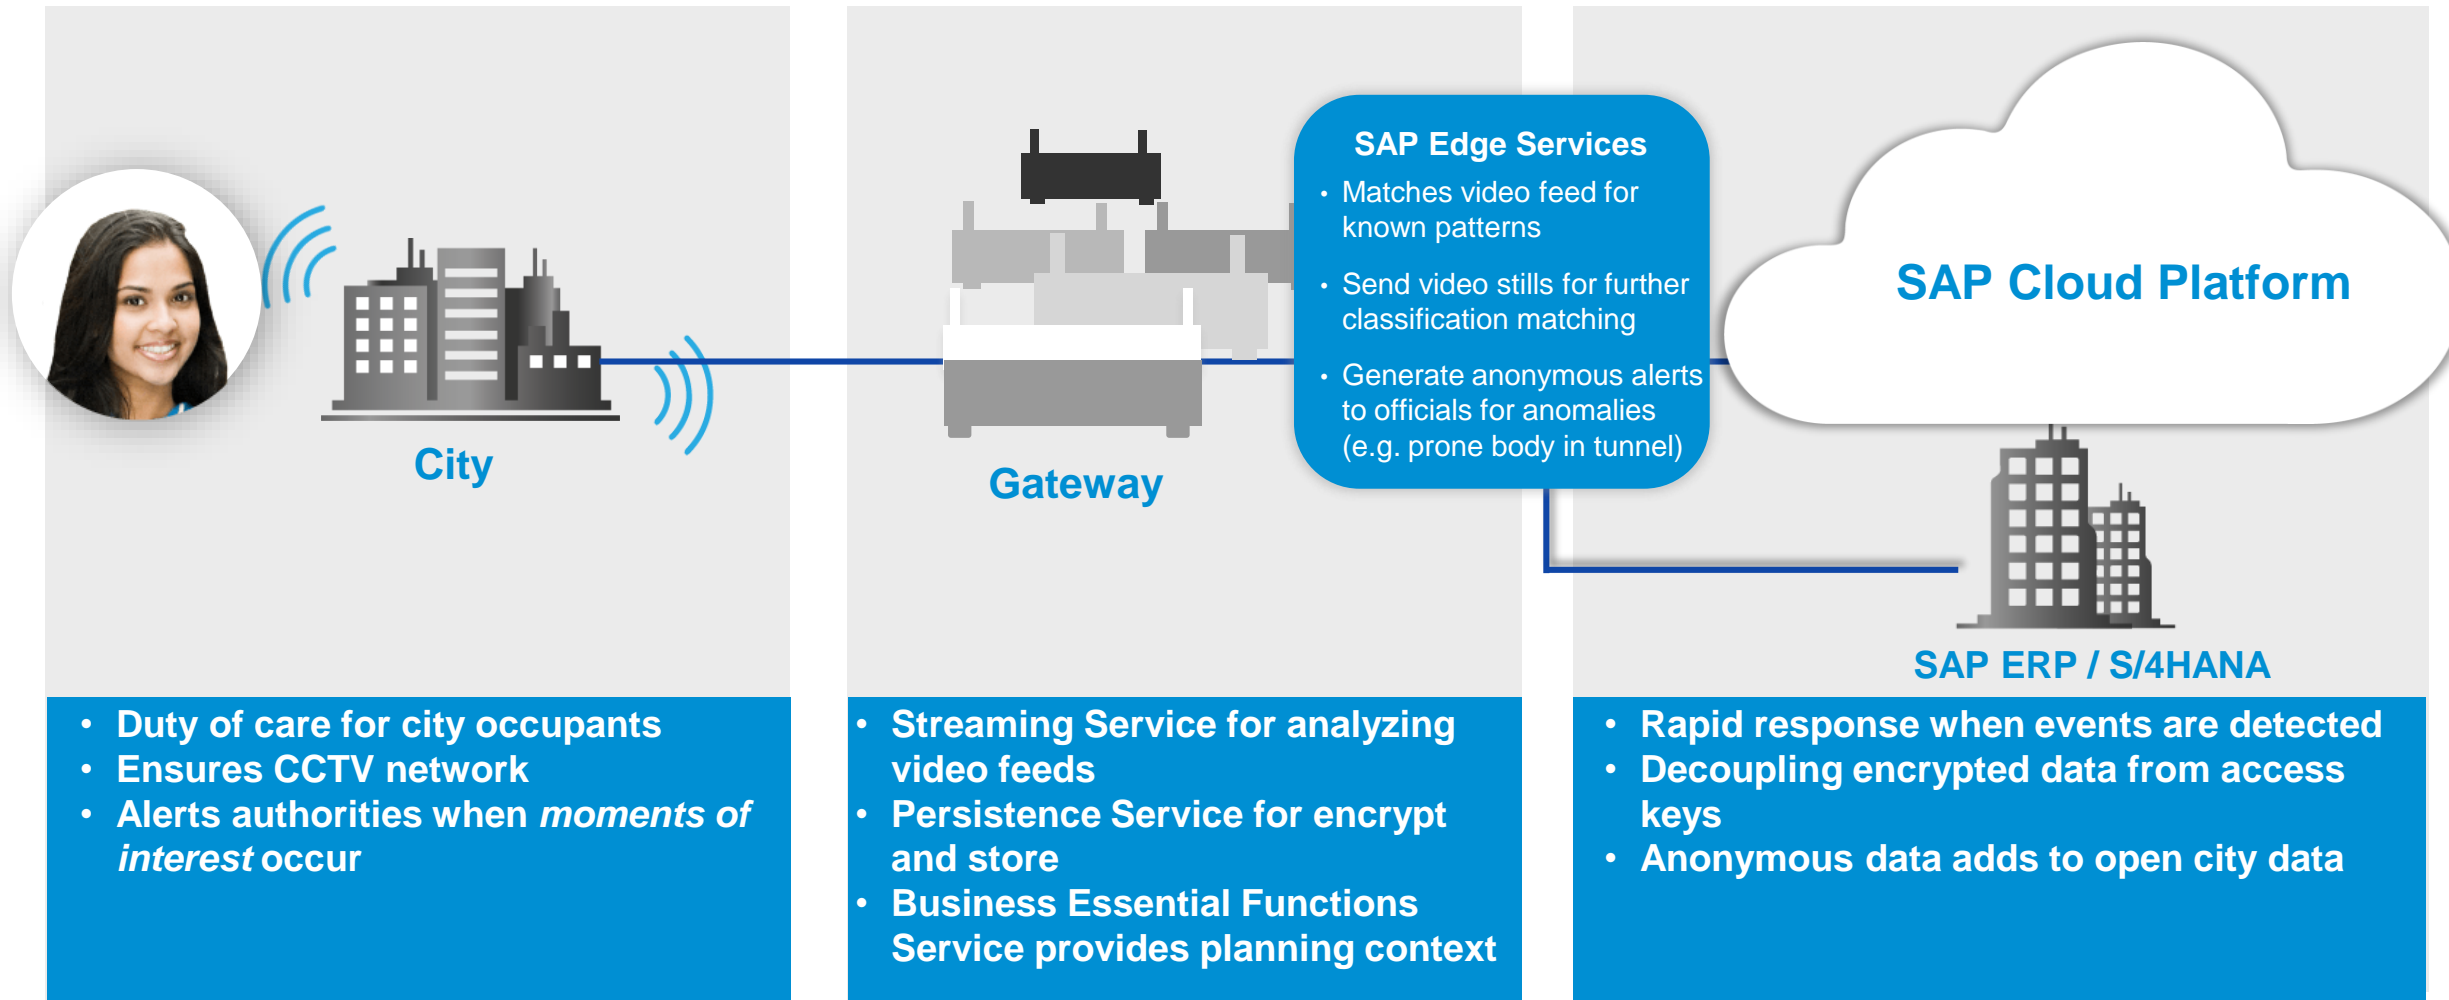 SAP Edge Services
• Matches video feed for
known patterns
• Send video stills for further
classification matching
• Generate anonymous alerts
to officials for anomalies
(e.g. prone body in tunnel)
SAP Cloud Platform
City
Gateway
SAP ERP / S/4HANA
• Duty of care for city occupants
• Ensures CCTV network
• Alerts authorities when moments of
interest occur
• Streaming Service for analyzing
video feeds
• Persistence Service for encrypt
and store
• Business Essential Functions
Service provides planning context
• Rapid response when events are detected
• Decoupling encrypted data from access
keys
• Anonymous data adds to open city data